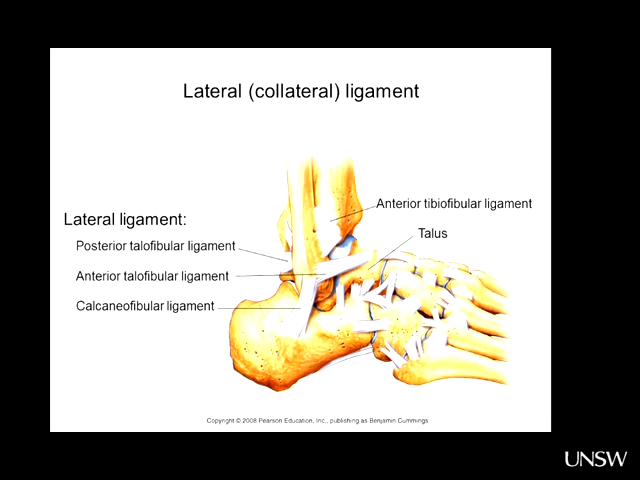 Lateral (collateral) ligament
Anterior tibiofibular ligament
Lateral ligament:
Talus
Posterior talofibular ligament
Anterior talofibular ligament
Calcaneofibular ligament
Copyright © 2008 Pearson Education, Inc., publishing as Benjamin Cummings
UNSW